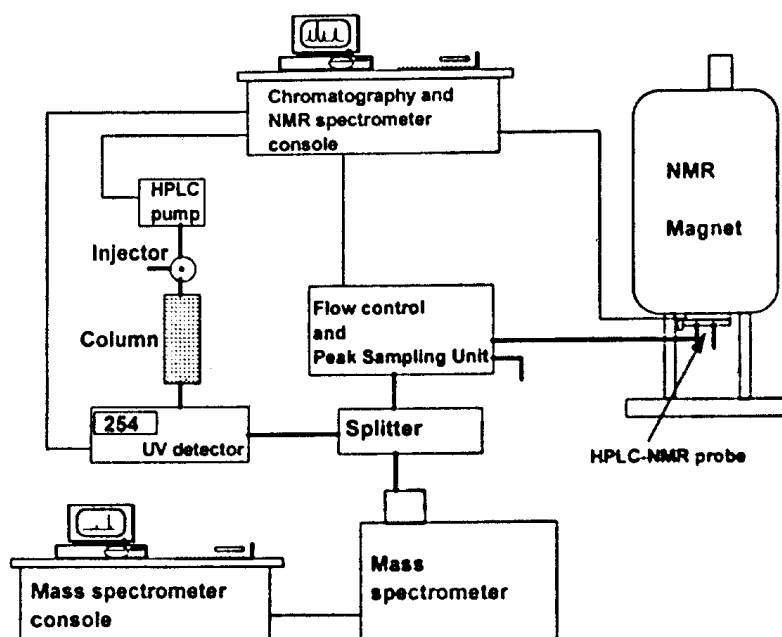 Chromatography and
NMR spectrometer
console
HPLC
pump
Injector
Column
254
UV detector
Flow control
and
Peak Sampling Unit
Splitter
NMR
Magnet
HPLC-NMR probe
Mass spectrometer
console
Mass
spectrometer